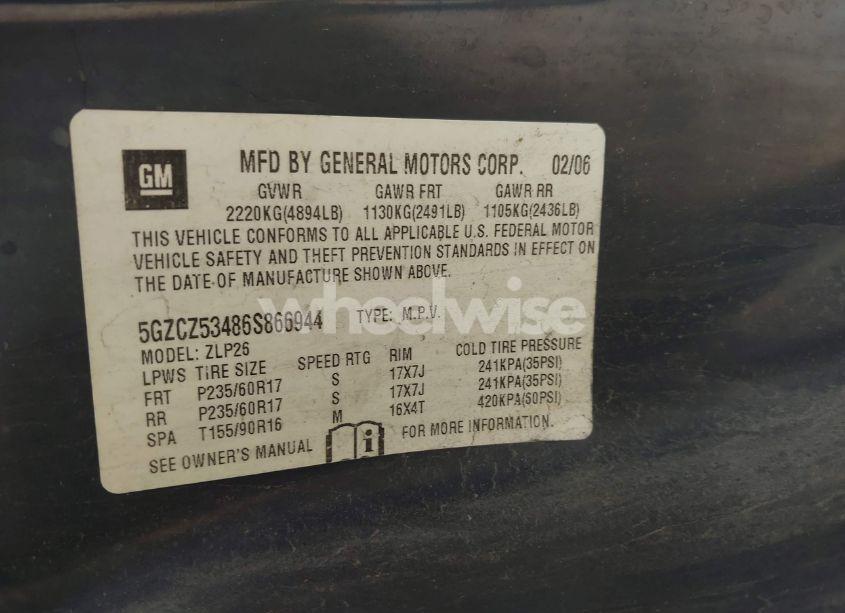 GM
MFD BY GENERAL MOTORS CORP. 02/06
GVWR GAWR FRT GAWR RR
2220KG(4894LB) 1130KG(2491LB) 1105KG(2436LB)
THIS VEHICLE CONFORMS TO ALL APPLICABLE U.S. FEDERAL MOTOR
VEHICLE SAFETY AND THEFT PREVENTION STANDARDS IN EFFECT ON
THE DATE OF MANUFACTURE SHOWN ABOVE.
wheelwise
5GZCZ53486S866944 TYPE: M.P.V.
MODEL: ZLP26
LPWS TIRE SIZE SPEED RTG RIM COLD TIRE PRESSURE
FRT P235/60R17 S 17X7J 241KPA(35PSI)
RR P235/60R17 S 17X7J 241KPA(35PSI)
SPA T155/90R16 M 16X4T 420KPA(60PSI)
SEE OWNER'S MANUAL i FOR MORE INFORMATION.